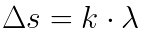 Δs = k · λ